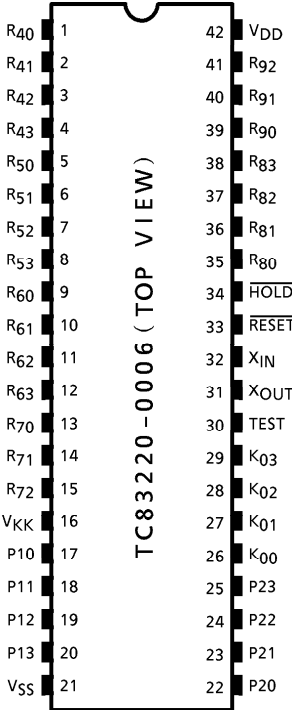 R40 1 42 VDD
R41 2 41 R92
R42 3 40 R91
R43 4 39 R90
R50 5 38 R83
R51 6 37 R82
R52 7 36 R81
R53 8 35 R80
R60 9 34 HOLD
R61 10 33 RESET
R62 11 32 XIN
R63 12 31 XOUT
R70 13 30 TEST
R71 14 29 K03
R72 15 28 K02
VKK 16 27 K01
P10 17 26 K00
P11 18 25 P23
P12 19 24 P22
P13 20 23 P21
VSS 21 22 P20
TC83220-0006 (TOP VIEW)